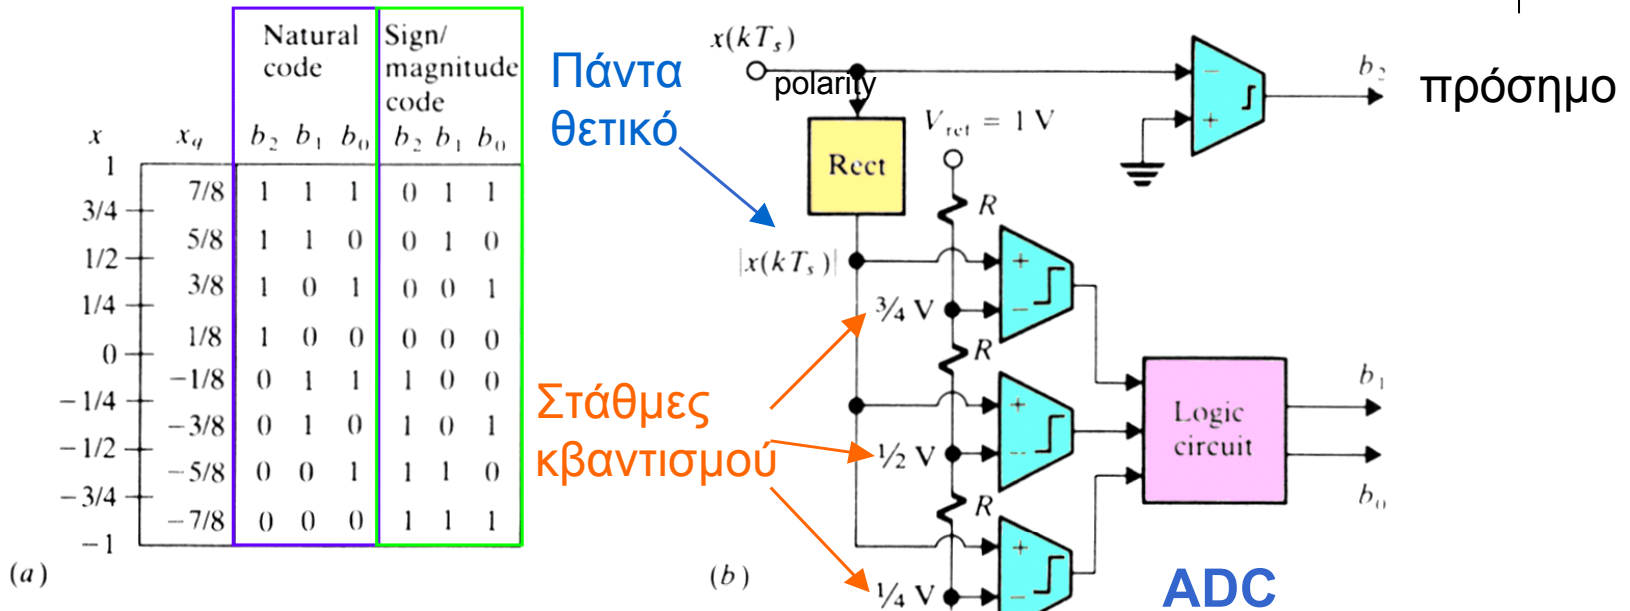 Natural code
Sign/ magnitude code
x x_q b₂ b₁ b₀ b₂ b₁ b₀
1
7/8 1 1 1 0 1 1
3/4
5/8 1 1 0 0 1 0
1/2
3/8 1 0 1 0 0 1
1/4
1/8 1 0 0 0 0 0
0
−1/8 0 1 1 1 0 0
− 1/4
− 3/8 0 1 0 1 0 1
− 1/2
− 5/8 0 0 1 1 1 0
− 3/4
− 7/8 0 0 0 1 1 1
− 1
(a)
Πάντα
θετικό
Στάθμες
κβαντισμού
x(kTₛ)
polarity
Rect
V_ref = 1 V
−
+
b₂
πρόσημο
R
|x(kTₛ)|
+
3/4 V
−
R
+
1/2 V
−
R
+
1/4 V
−
Logic
circuit
b₁
b₀
(b)
ADC